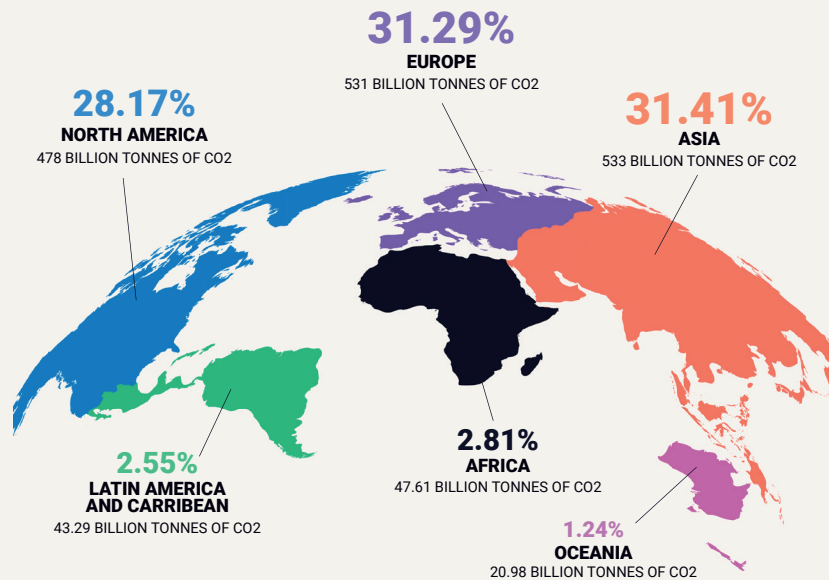 31.29%
EUROPE
531 BILLION TONNES OF CO2
28.17%
NORTH AMERICA
478 BILLION TONNES OF CO2
31.41%
ASIA
533 BILLION TONNES OF CO2
2.55%
LATIN AMERICA
AND CARRIBEAN
43.29 BILLION TONNES OF CO2
2.81%
AFRICA
47.61 BILLION TONNES OF CO2
1.24%
OCEANIA
20.98 BILLION TONNES OF CO2